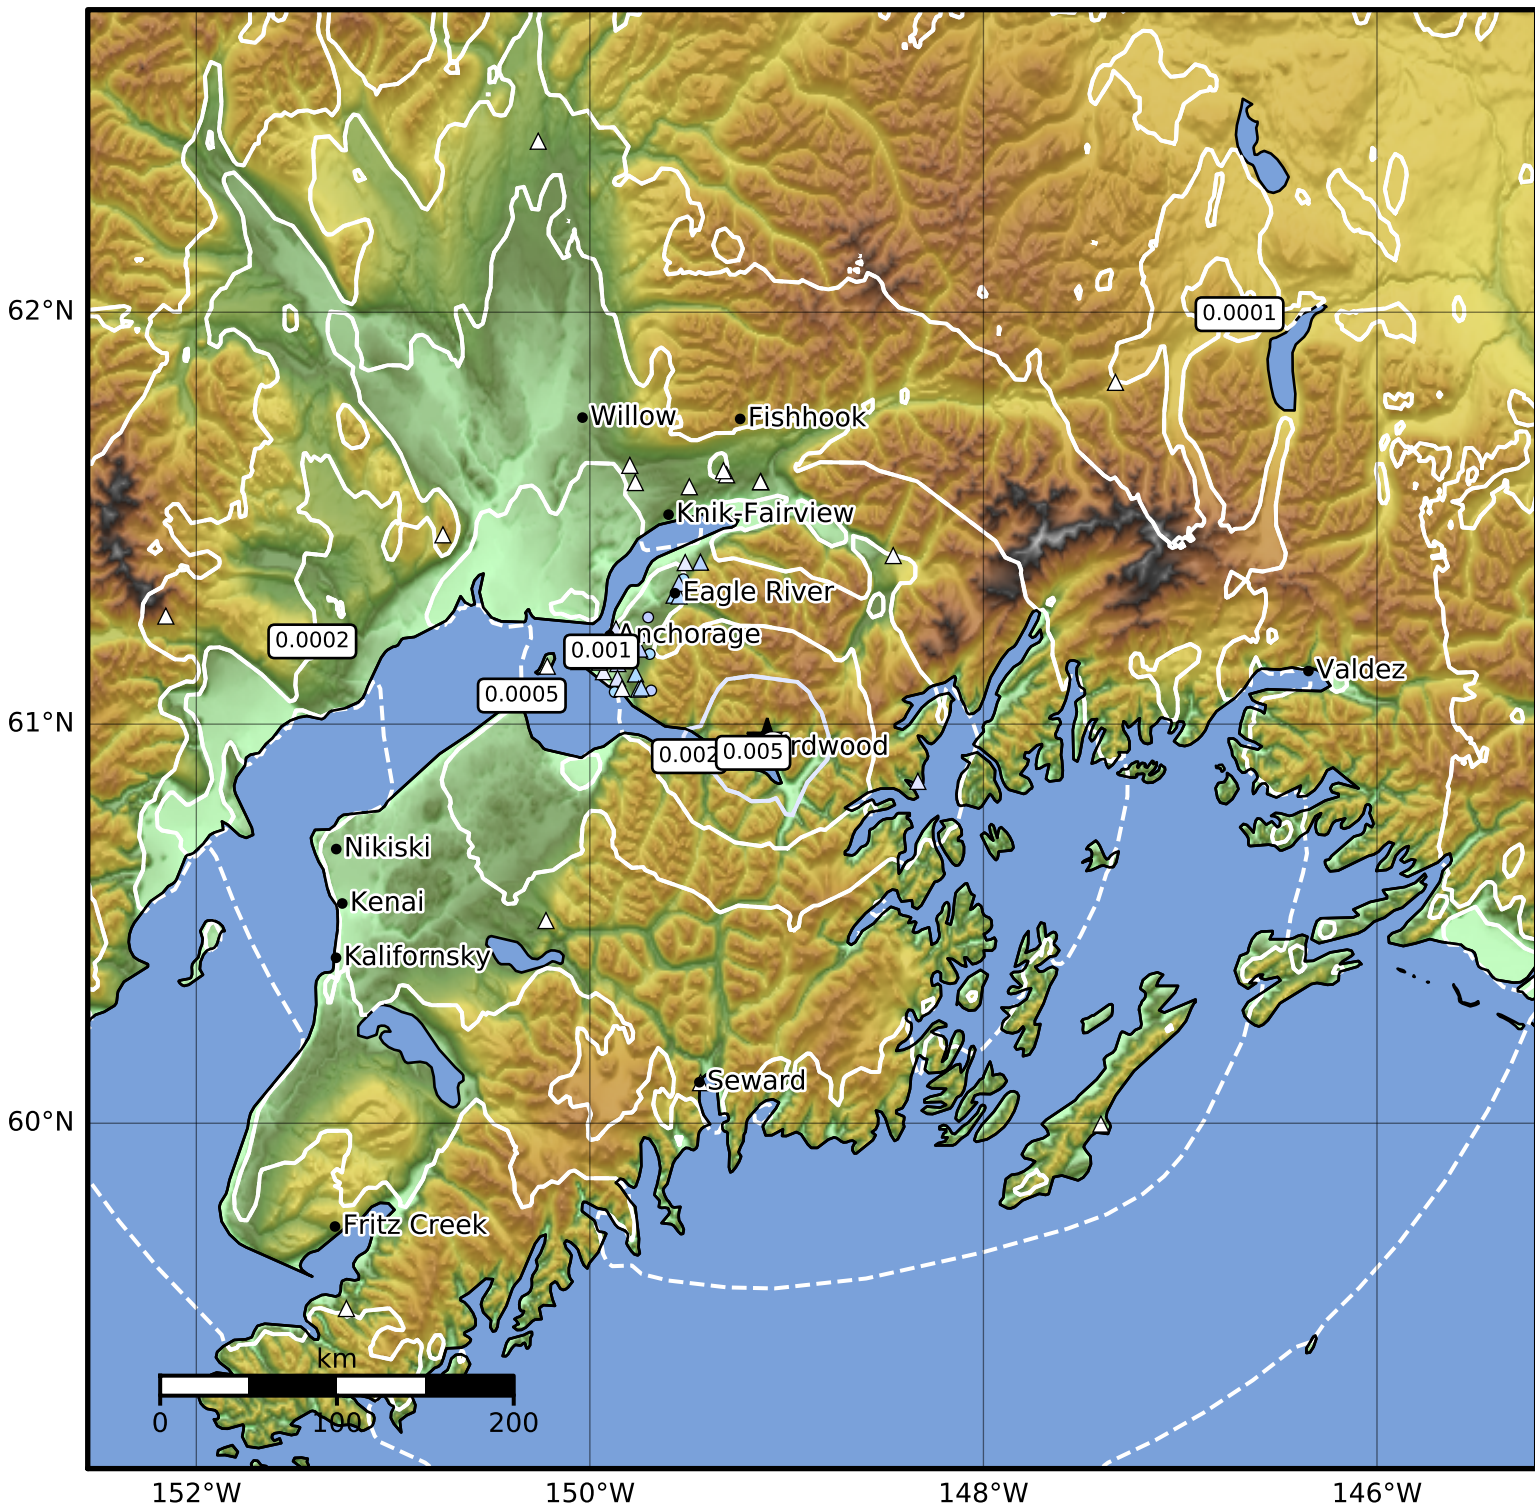 62°N
61°N
60°N
152°W
150°W
148°W
146°W
0.0001
Willow
Fishhook
Knik-Fairview
Eagle River
nchorage
0.0002
0.001
0.0005
Valdez
0.002
0.005
rdwood
Nikiski
Kenai
Kalifornsky
Seward
Fritz Creek
km
0
100
200